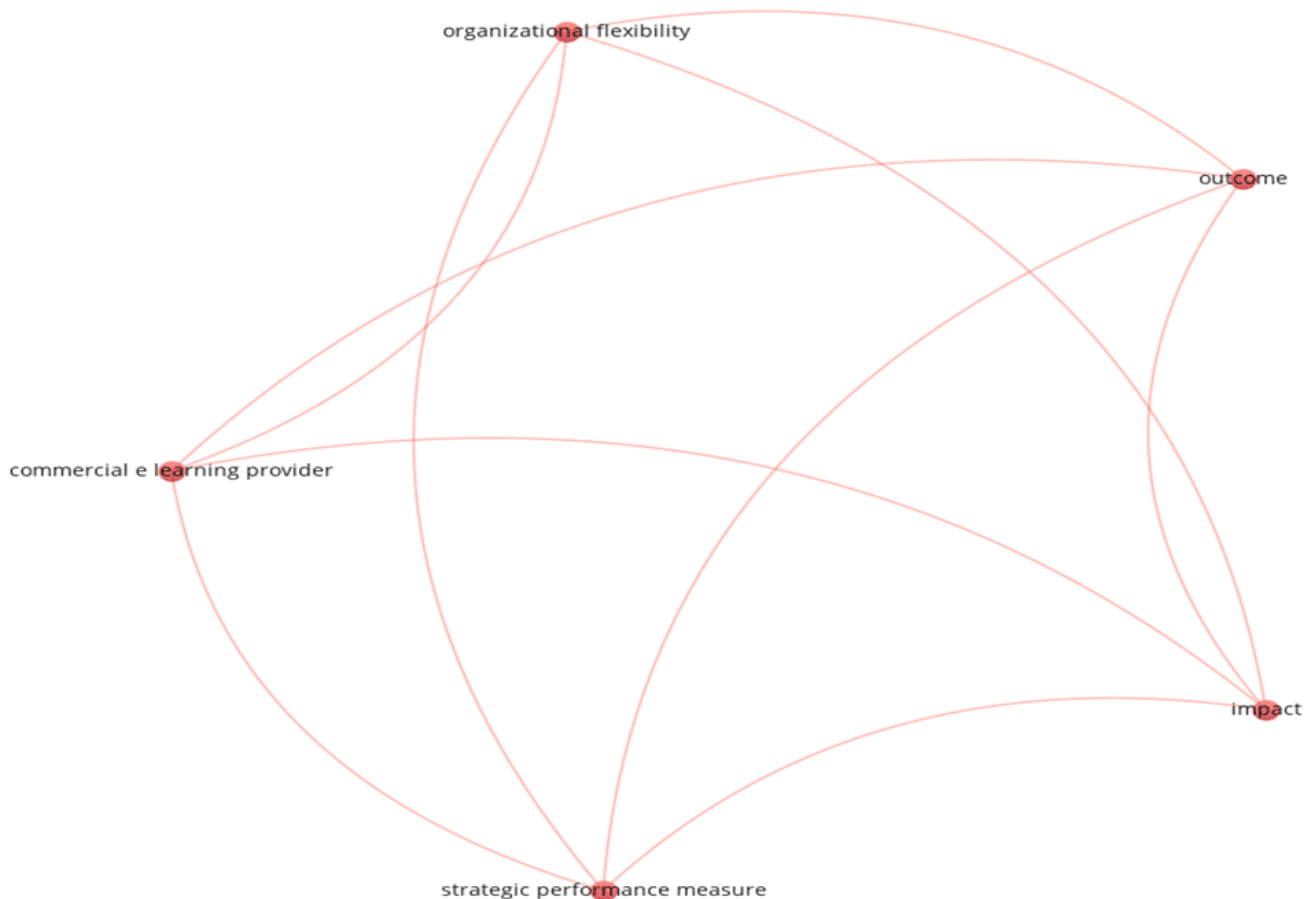 organizational flexibility
outcome
commercial e learning provider
impact
strategic performance measure